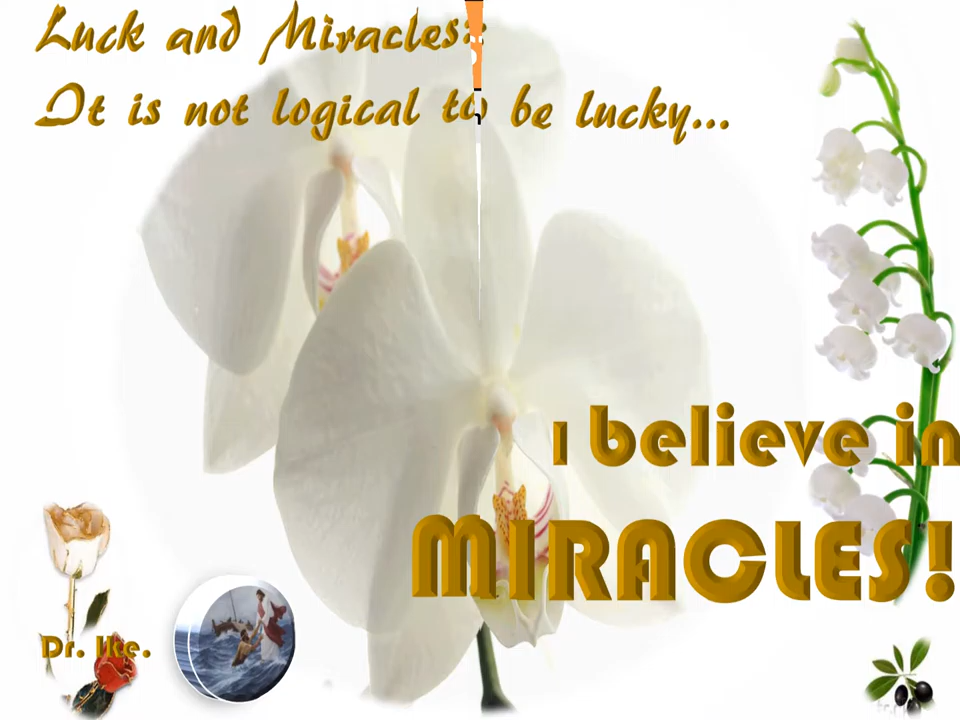 Luck and Miracles:
It is not logical to be lucky...
I believe in
MIRACLES!
Dr. Ike.